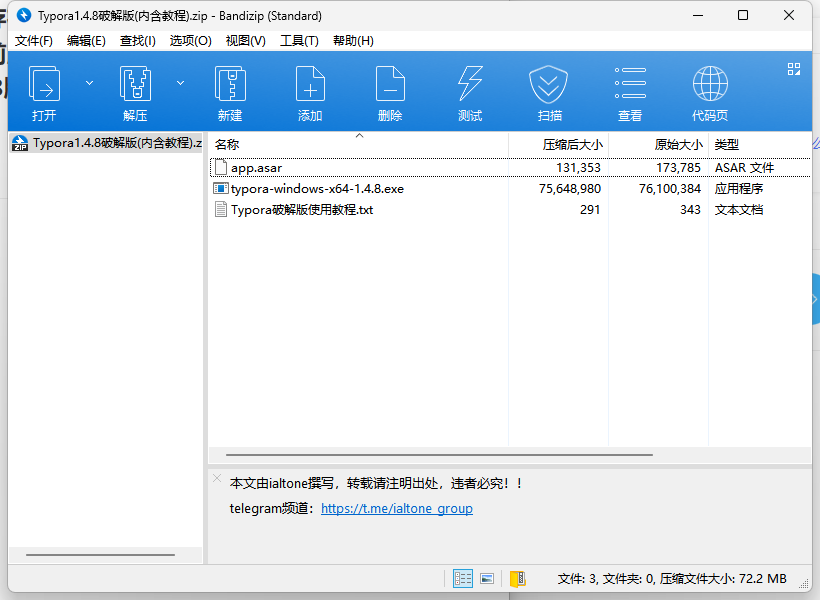 Typora1.4.8破解版(内含教程).zip - Bandizip (Standard)
文件(F) 编辑(E) 查找(I) 选项(O) 视图(V) 工具(T) 帮助(H)
打开 解压 新建 添加 删除 测试 扫描 查看 代码页
Typora1.4.8破解版(内含教程).z
名称 压缩后大小 原始大小 类型
app.asar 131,353 173,785 ASAR 文件
typora-windows-x64-1.4.8.exe 75,648,980 76,100,384 应用程序
Typora破解版使用教程.txt 291 343 文本文档
本文由ialtone撰写，转载请注明出处，违者必究！！
telegram频道：https://t.me/ialtone_group
文件: 3, 文件夹: 0, 压缩文件大小: 72.2 MB